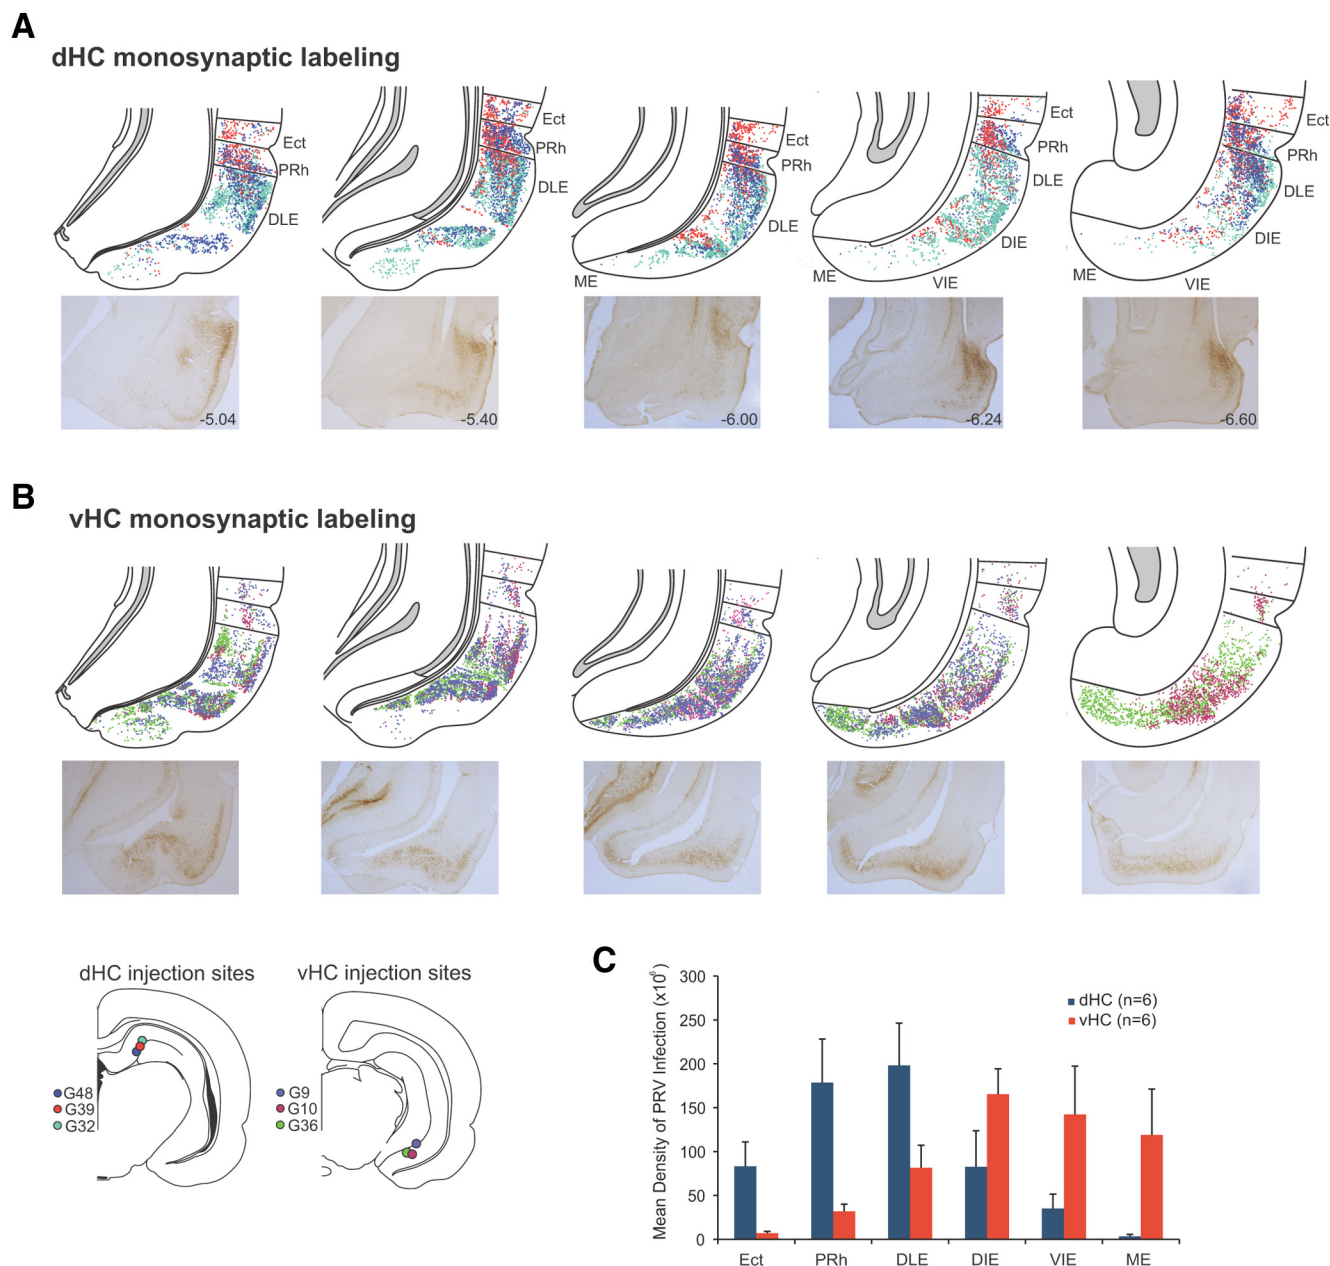 A
dHC monosynaptic labeling
Ect
PRh
DLE
Ect
PRh
DLE
ME
Ect
PRh
DLE
ME
VIE
DIE
Ect
PRh
DLE
ME
VIE
DIE
Ect
PRh
DLE
-5.04
-5.40
-6.00
-6.24
-6.60
B
vHC monosynaptic labeling
dHC injection sites
G48
G39
G32
vHC injection sites
G9
G10
G36
C
Mean Density of PRV Infection (x10⁶)
300
250
200
150
100
50
0
dHC (n=6)
vHC (n=6)
Ect PRh DLE DIE VIE ME